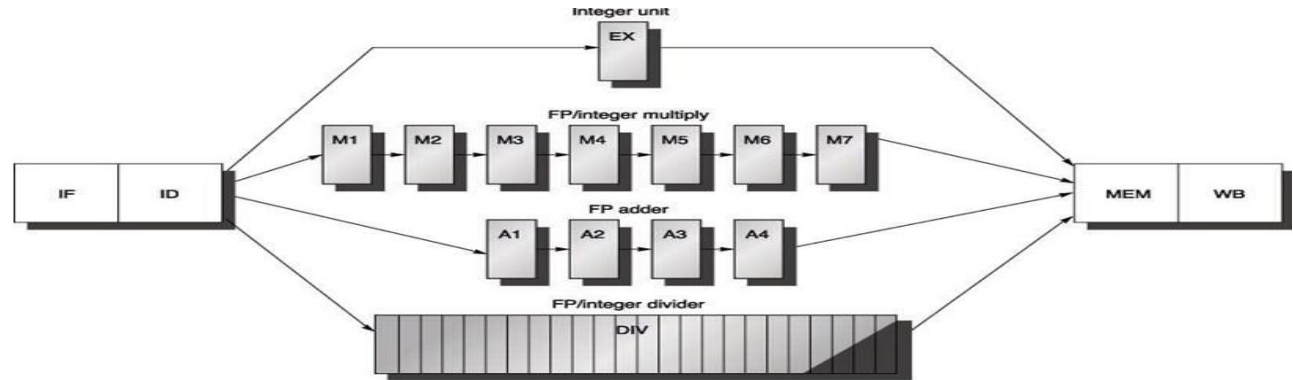 Integer unit
EX
FP/integer multiply
M1 M2 M3 M4 M5 M6 M7
IF ID MEM WB
FP adder
A1 A2 A3 A4
FP/integer divider
DIV